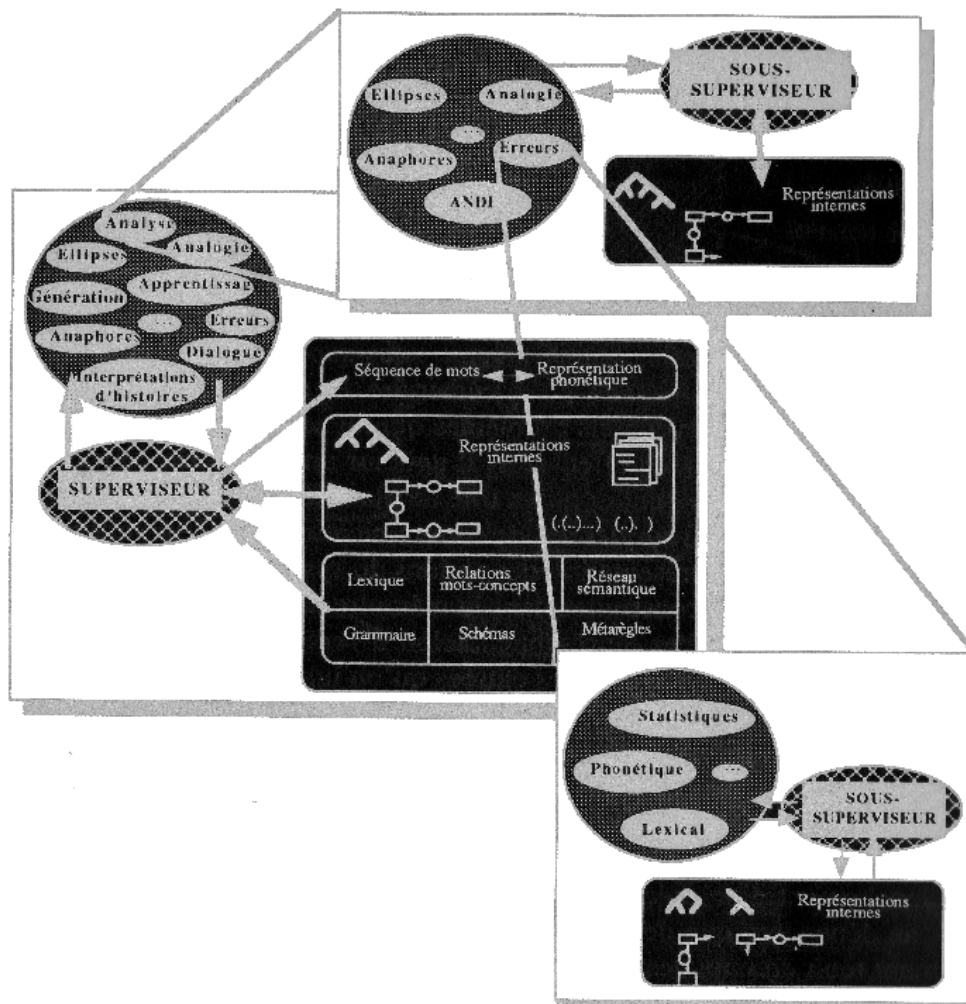 Ellipses
Analogie
...
Anaphores
Erreurs
ANDI
SOUS-
SUPERVISEUR
Représentations
internes
Analyse
Ellipses
Analogie
Génération
Apprentissag
...
Erreurs
Anaphores
Dialogue
Interprétations
d'histoires
SUPERVISEUR
Séquence de mots
Représentation
phonétique
Représentations
internes
(.(..)...) (..). )
Lexique
Relations
mots-concepts
Réseau
sémantique
Grammaire
Schémas
Métarègles
Statistiques
Phonétique
...
Lexical
SOUS-
SUPERVISEUR
Représentations
internes